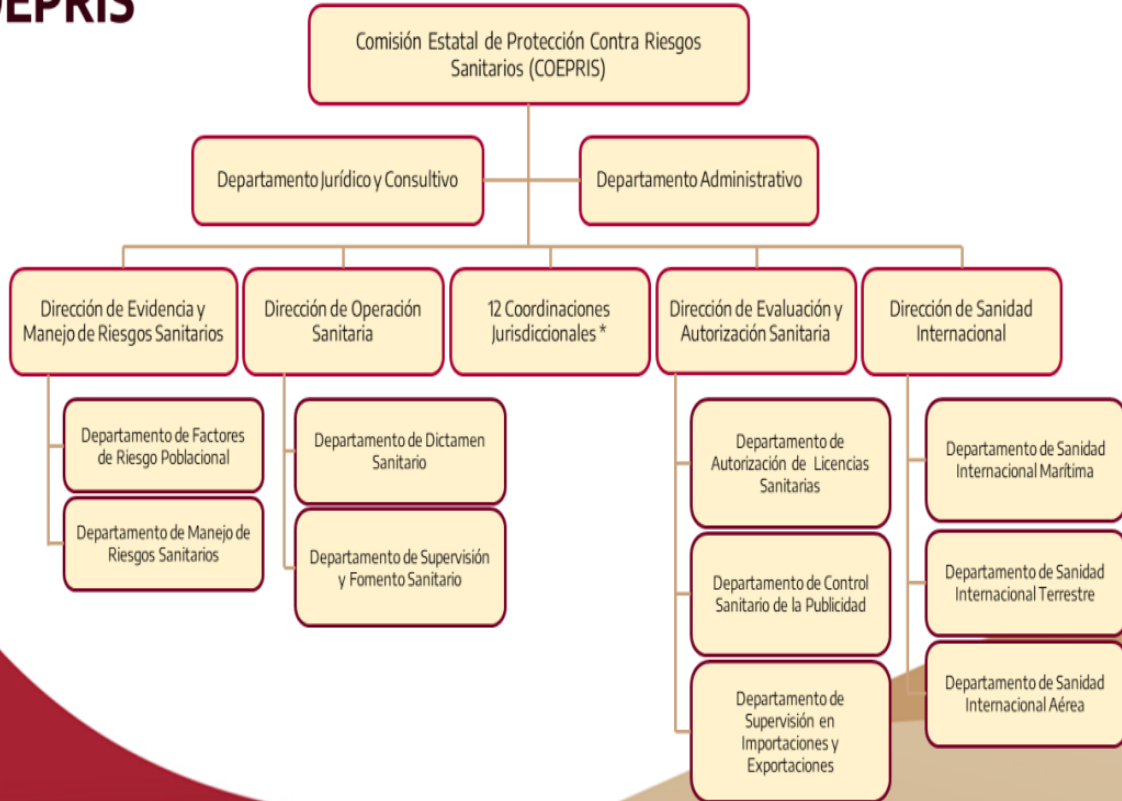 Comisión Estatal de Protección Contra Riesgos
Sanitarios (COEPRIS)
Departamento Jurídico y Consultivo
Departamento Administrativo
Dirección de Evidencia y
Manejo de Riesgos Sanitarios
Dirección de Operación
Sanitaria
12 Coordinaciones
Jurisdiccionales *
Dirección de Evaluación y
Autorización Sanitaria
Dirección de Sanidad
Internacional
Departamento de Factores
de Riesgo Poblacional
Departamento de Manejo de
Riesgos Sanitarios
Departamento de Dictamen
Sanitario
Departamento de Supervisión
y Fomento Sanitario
Departamento de
Autorización de Licencias
Sanitarias
Departamento de Control
Sanitario de la Publicidad
Departamento de
Supervisión en
Importaciones y
Exportaciones
Departamento de Sanidad
Internacional Marítima
Departamento de Sanidad
Internacional Terrestre
Departamento de Sanidad
Internacional Aérea